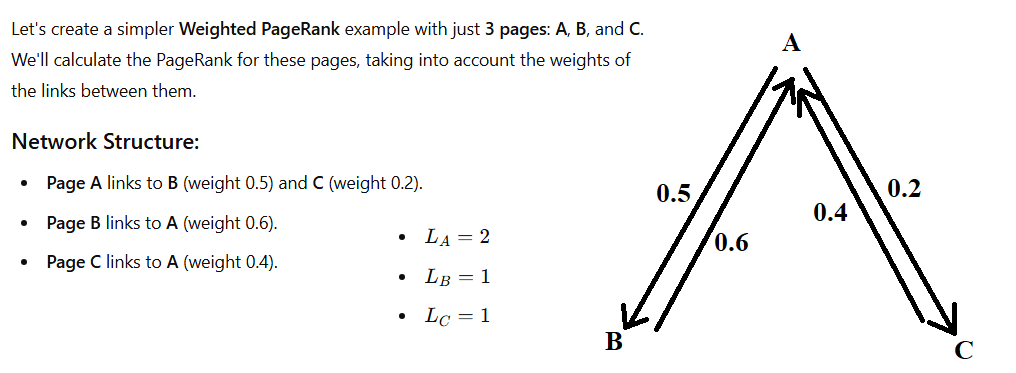 Let's create a simpler Weighted PageRank example with just 3 pages: A, B, and C.
We'll calculate the PageRank for these pages, taking into account the weights of
the links between them.
Network Structure:
• Page A links to B (weight 0.5) and C (weight 0.2).
• Page B links to A (weight 0.6).
• Page C links to A (weight 0.4).
• L_A = 2
• L_B = 1
• L_C = 1
A
0.5
0.2
0.4
0.6
B
C